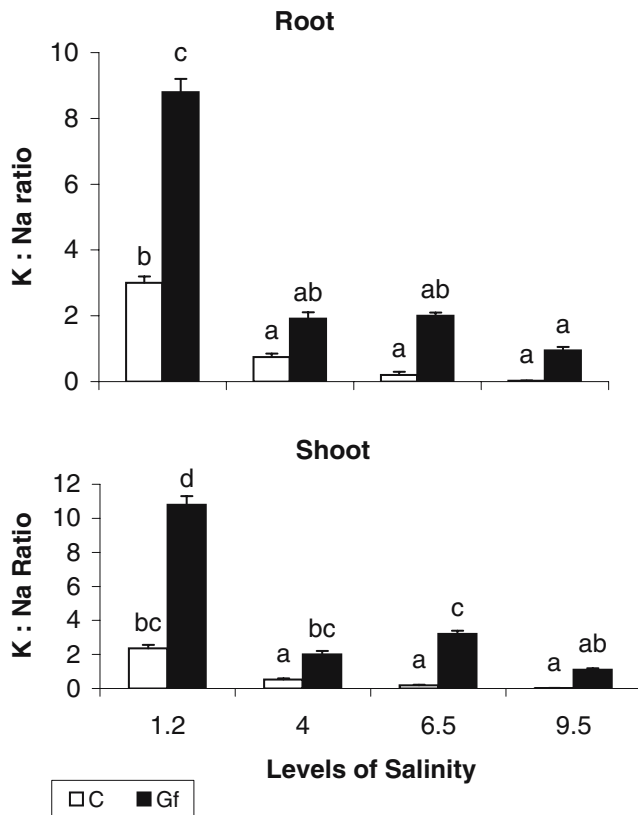 Root
K : Na ratio
10
8
6
4
2
0
b
c
a
ab
a
ab
a
a
Shoot
K : Na Ratio
12
10
8
6
4
2
0
bc
d
a
bc
a
c
a
ab
1.2 4 6.5 9.5
Levels of Salinity
C Gf